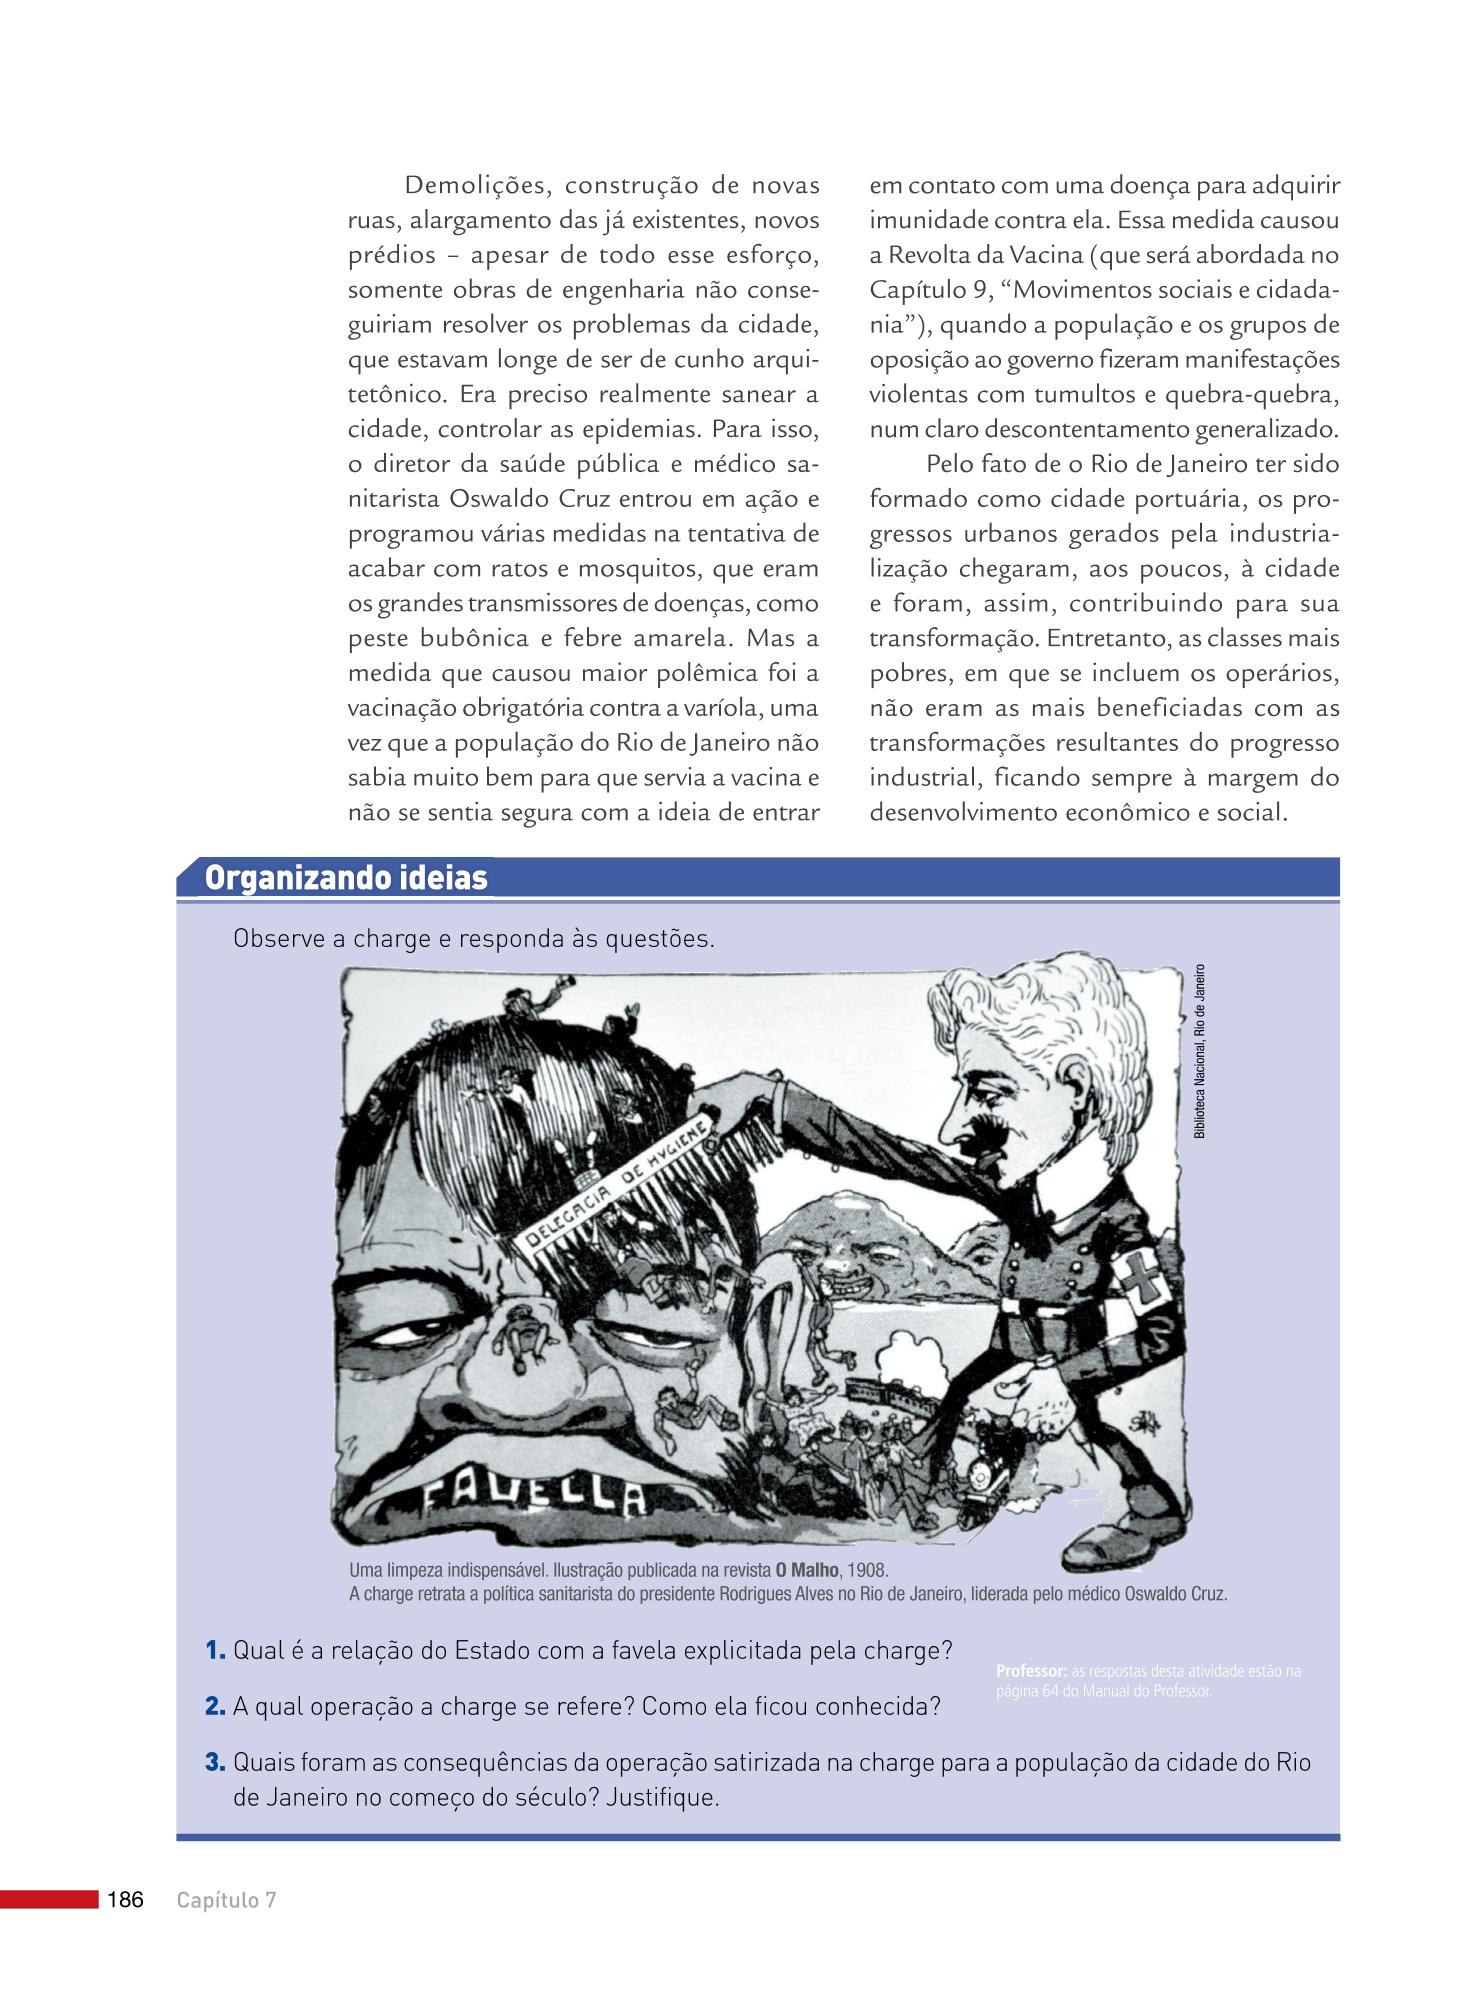 Demolições, construção de novas
ruas, alargamento das já existentes, novos
prédios – apesar de todo esse esforço,
somente obras de engenharia não conse-
guiriam resolver os problemas da cidade,
que estavam longe de ser de cunho arqui-
tetônico. Era preciso realmente sanear a
cidade, controlar as epidemias. Para isso,
o diretor da saúde pública e médico sa-
nitarista Oswaldo Cruz entrou em ação e
programou várias medidas na tentativa de
acabar com ratos e mosquitos, que eram
os grandes transmissores de doenças, como
peste bubônica e febre amarela. Mas a
medida que causou maior polêmica foi a
vacinação obrigatória contra a varíola, uma
vez que a população do Rio de Janeiro não
sabia muito bem para que servia a vacina e
não se sentia segura com a ideia de entrar
em contato com uma doença para adquirir
imunidade contra ela. Essa medida causou
a Revolta da Vacina (que será abordada no
Capítulo 9, “Movimentos sociais e cidada-
nia”), quando a população e os grupos de
oposição ao governo fizeram manifestações
violentas com tumultos e quebra-quebra,
num claro descontentamento generalizado.
Pelo fato de o Rio de Janeiro ter sido
formado como cidade portuária, os pro-
gressos urbanos gerados pela industria-
lização chegaram, aos poucos, à cidade
e foram, assim, contribuindo para sua
transformação. Entretanto, as classes mais
pobres, em que se incluem os operários,
não eram as mais beneficiadas com as
transformações resultantes do progresso
industrial, ficando sempre à margem do
desenvolvimento econômico e social.
Organizando ideias
Observe a charge e responda às questões.
Biblioteca Nacional, Rio de Janeiro
DELEGACIA DE HYGIENE
FAVELLA
Uma limpeza indispensável. Ilustração publicada na revista O Malho, 1908.
A charge retrata a política sanitarista do presidente Rodrigues Alves no Rio de Janeiro, liderada pelo médico Oswaldo Cruz.
1. Qual é a relação do Estado com a favela explicitada pela charge?
Professor: as respostas desta atividade estão na
página 64 do Manual do Professor.
2. A qual operação a charge se refere? Como ela ficou conhecida?
3. Quais foram as consequências da operação satirizada na charge para a população da cidade do Rio
de Janeiro no começo do século? Justifique.
186 Capítulo 7